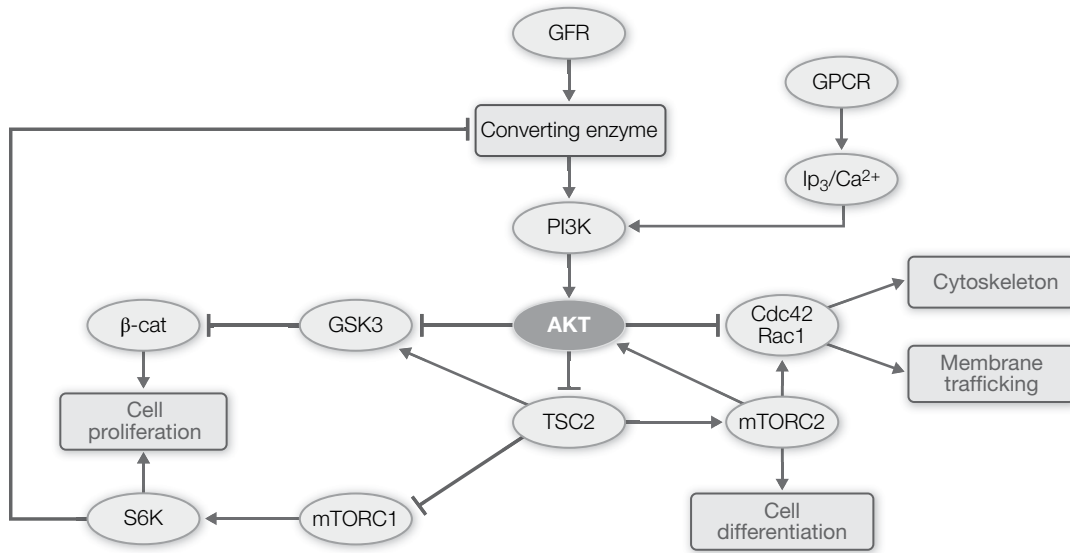 GFR
GPCR
Converting enzyme
Ip₃/Ca²⁺
PI3K
Cytoskeleton
β-cat
GSK3
AKT
Cdc42
Rac1
Membrane
trafficking
Cell
proliferation
TSC2
mTORC2
S6K
mTORC1
Cell
differentiation